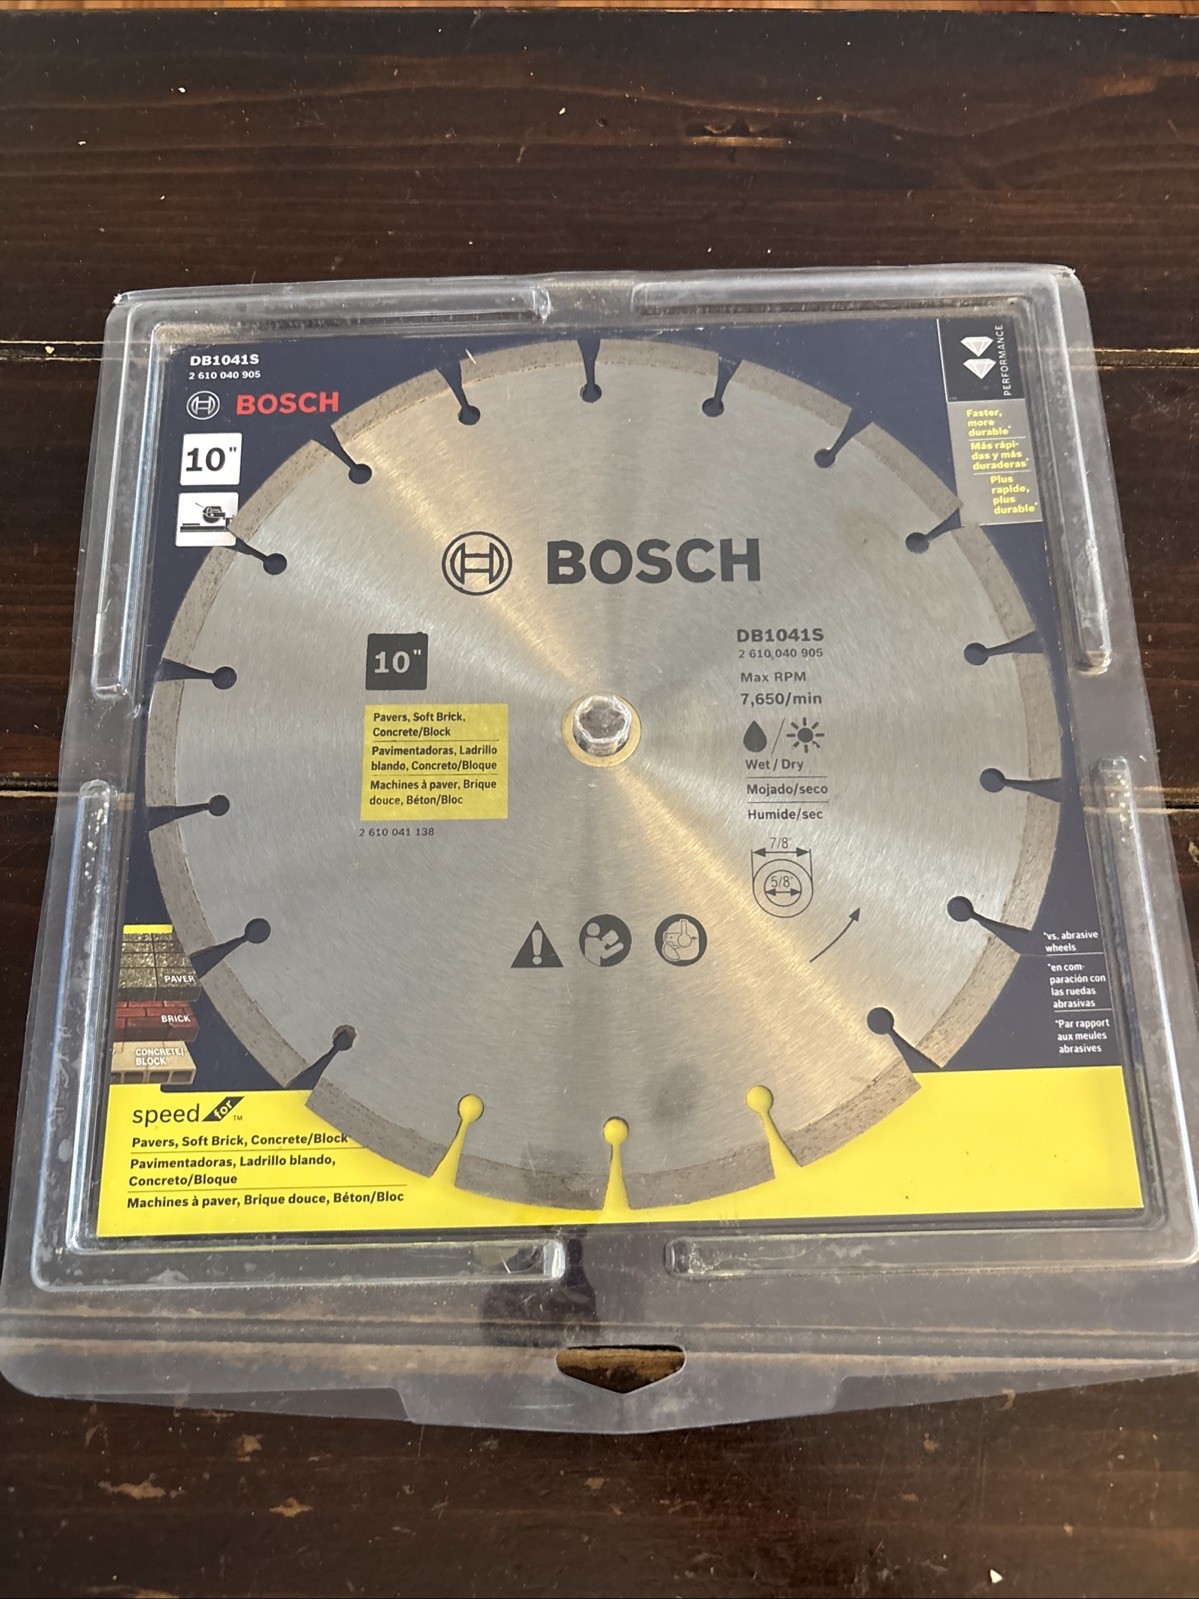 DB1041S
2 610 040 905
BOSCH
10"
PERFORMANCE
Faster,
more
durable*
Más rápi-
das y más
duraderas*
Plus
rapide,
plus
durable*
BOSCH
10"
Pavers, Soft Brick,
Concrete/Block
Pavimentadoras, Ladrillo
blando, Concreto/Bloque
Machines à paver, Brique
douce, Béton/Bloc
2 610 041 138
DB1041S
2 610 040 905
Max RPM
7,650/min
Wet / Dry
Mojado/seco
Humide/sec
7/8"
5/8"
*vs. abrasive
wheels
*en com-
paración con
las ruedas
abrasivas
*Par rapport
aux meules
abrasives
PAVER
BRICK
CONCRETE/
BLOCK
speed for™
Pavers, Soft Brick, Concrete/Block
Pavimentadoras, Ladrillo blando,
Concreto/Bloque
Machines à paver, Brique douce, Béton/Bloc